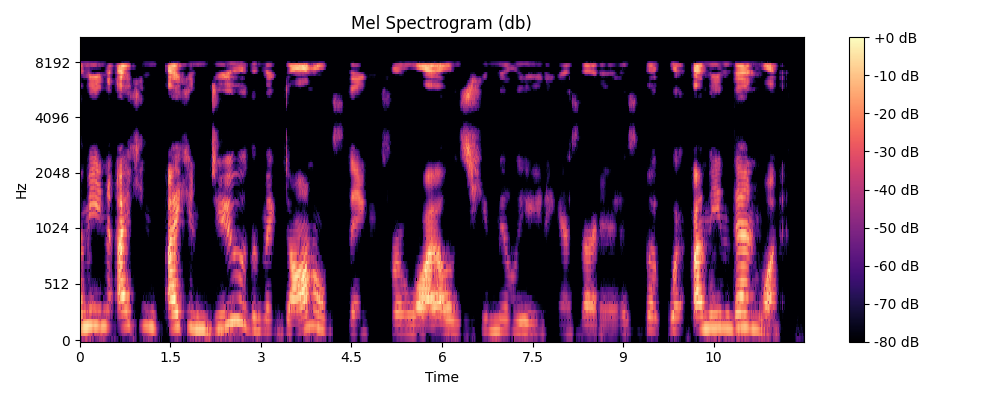 Mel Spectrogram (db)
Hz
8192
4096
2048
1024
512
0
0 1.5 3 4.5 6 7.5 9 10
Time
+0 dB
-10 dB
-20 dB
-30 dB
-40 dB
-50 dB
-60 dB
-70 dB
-80 dB